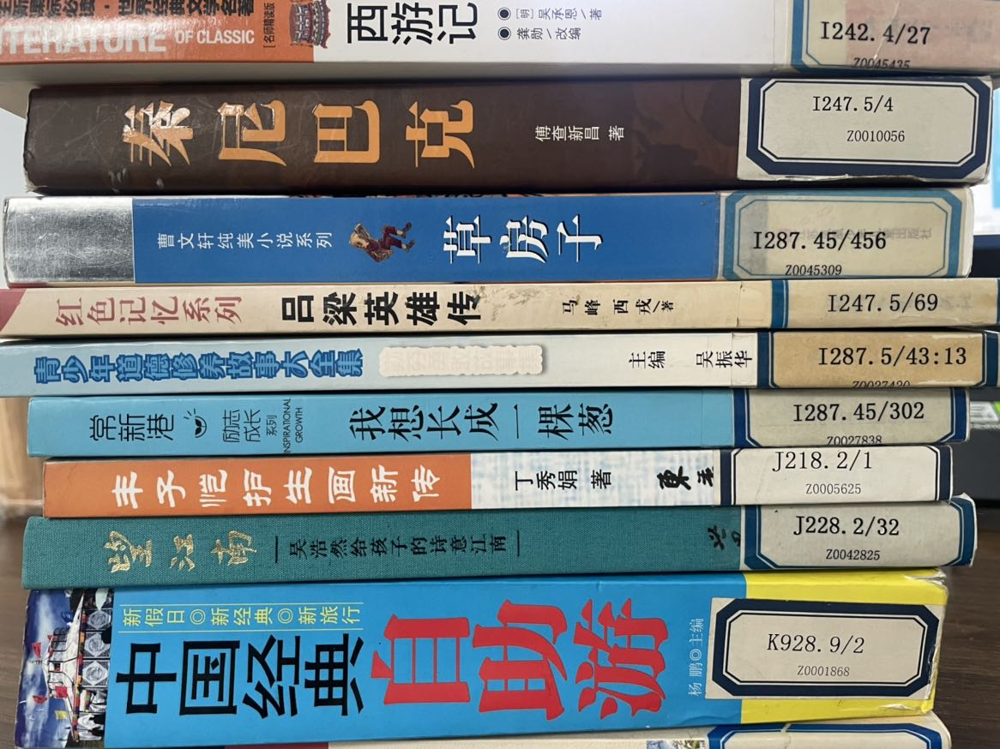 LITERATURE OF CLASSIC
[名师精读版]
西游记
[明] 吴承恩/著
龚勋/改编
I242.4/27
Z0045435
秦尼巴克
傅查新昌 著
I247.5/4
Z0010056
曹文轩纯美小说系列
草房子
I287.45/456
Z0045309
红色记忆系列
吕梁英雄传
马峰 西戎/著
I247.5/69
青少年道德修养故事大全集
主编 吴振华
I287.5/43:13
Z0027420
常新港
励志成长系列
INSPIRATIONAL GROWTH
我想长成一棵葱
I287.45/302
Z0027838
丰子恺护生画新传
丁秀娟 著
J218.2/1
Z0005625
望江南
吴浩然给孩子的诗意江南
J228.2/32
Z0042825
新假日◎新经典◎新旅行
中国经典自助游
杨鹏◎主编
K928.9/2
Z0001868